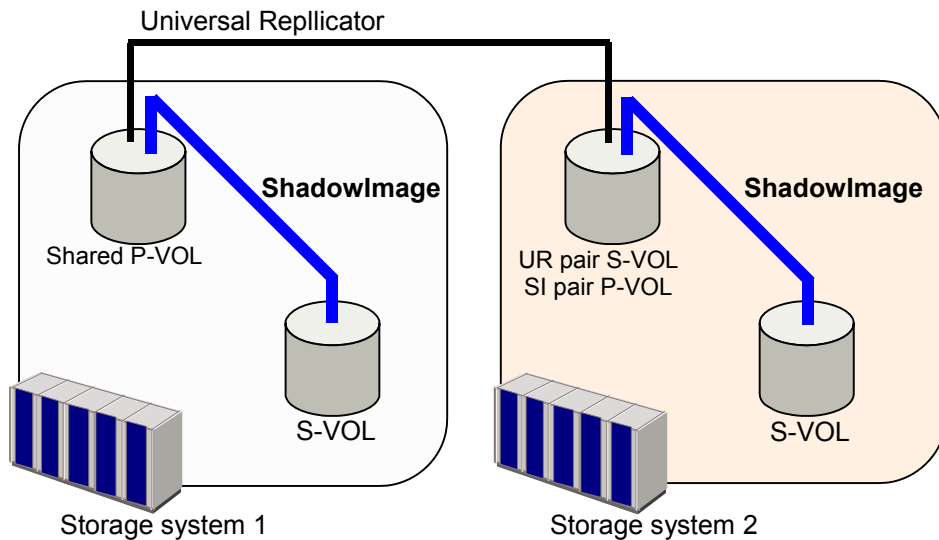 Universal Repllicator
ShadowImage
Shared P-VOL
S-VOL
Storage system 1
ShadowImage
UR pair S-VOL
SI pair P-VOL
S-VOL
Storage system 2